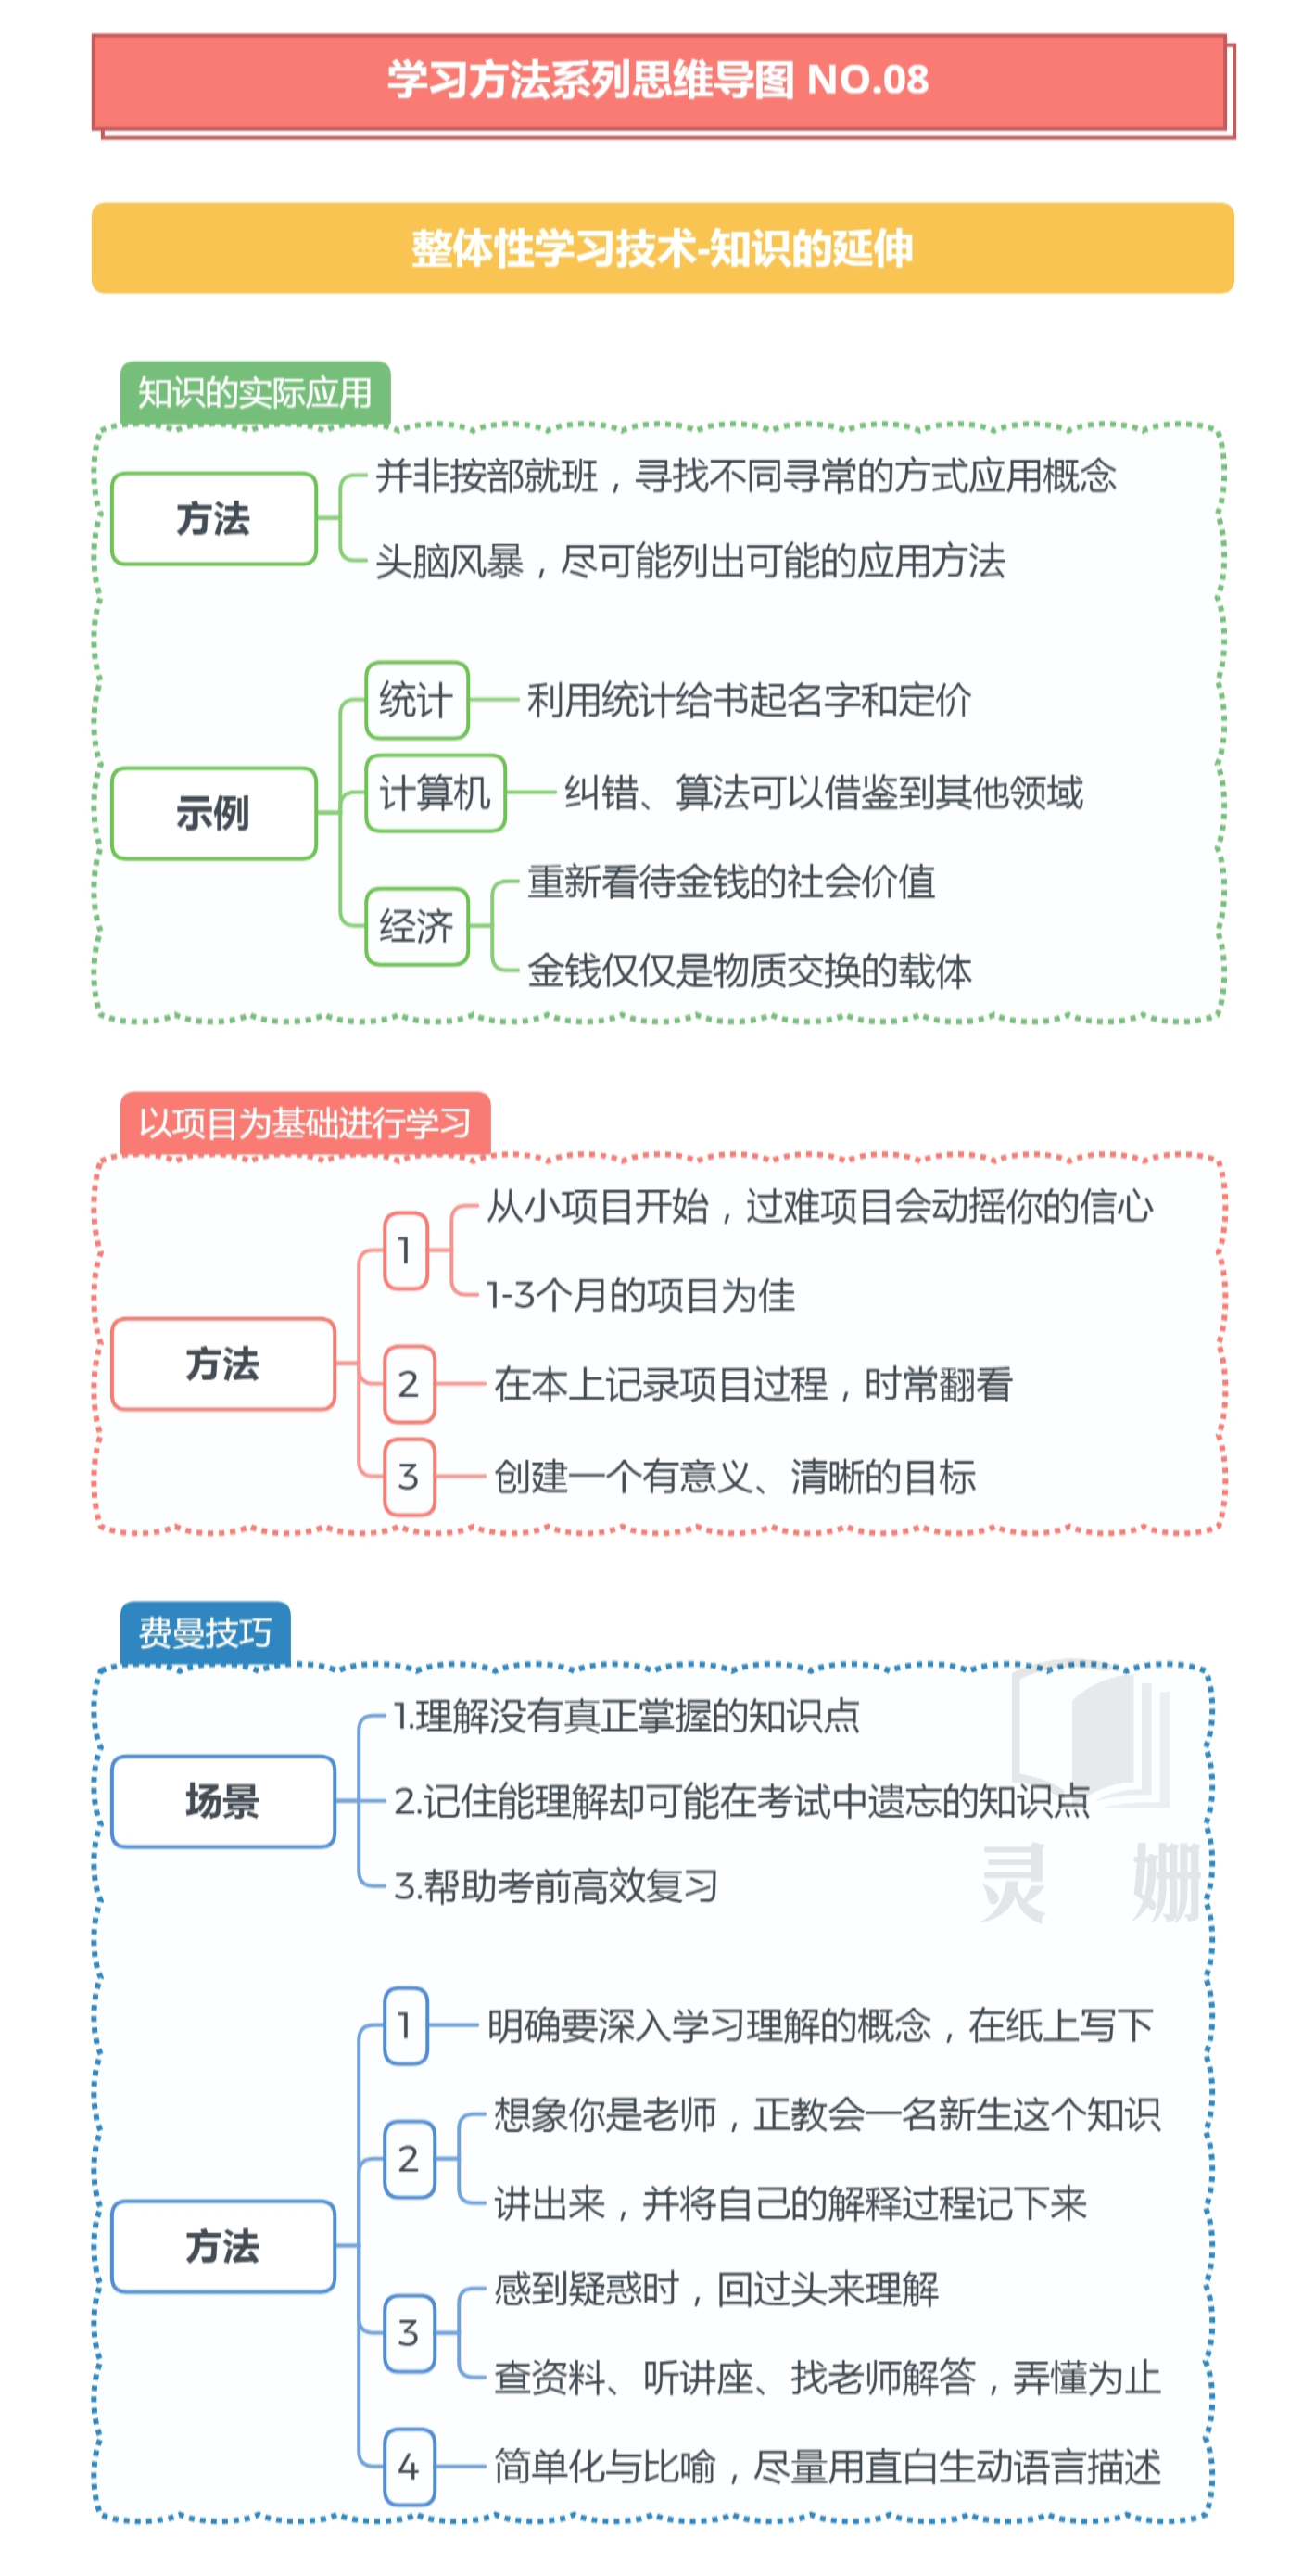 学习方法系列思维导图 NO.08
整体性学习技术-知识的延伸
知识的实际应用
方法
并非按部就班，寻找不同寻常的方式应用概念
头脑风暴，尽可能列出可能的应用方法
示例
统计
利用统计给书起名字和定价
计算机
纠错、算法可以借鉴到其他领域
经济
重新看待金钱的社会价值
金钱仅仅是物质交换的载体
以项目为基础进行学习
方法
1
从小项目开始，过难项目会动摇你的信心
1-3个月的项目为佳
2
在本上记录项目过程，时常翻看
3
创建一个有意义、清晰的目标
费曼技巧
场景
1.理解没有真正掌握的知识点
2.记住能理解却可能在考试中遗忘的知识点
3.帮助考前高效复习
灵 姗
方法
1
明确要深入学习理解的概念，在纸上写下
2
想象你是老师，正教会一名新生这个知识
讲出来，并将自己的解释过程记下来
3
感到疑惑时，回过头来理解
查资料、听讲座、找老师解答，弄懂为止
4
简单化与比喻，尽量用直白生动语言描述